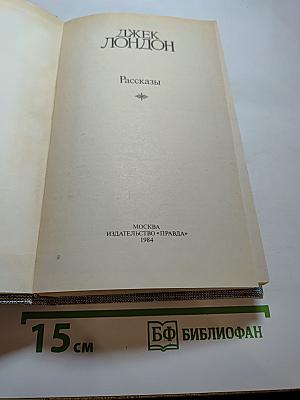 ДЖЕК
ЛОНДОН
Рассказы
МОСКВА
ИЗДАТЕЛЬСТВО «ПРАВДА»
1984
15 см
БФ БИБЛИОФАН